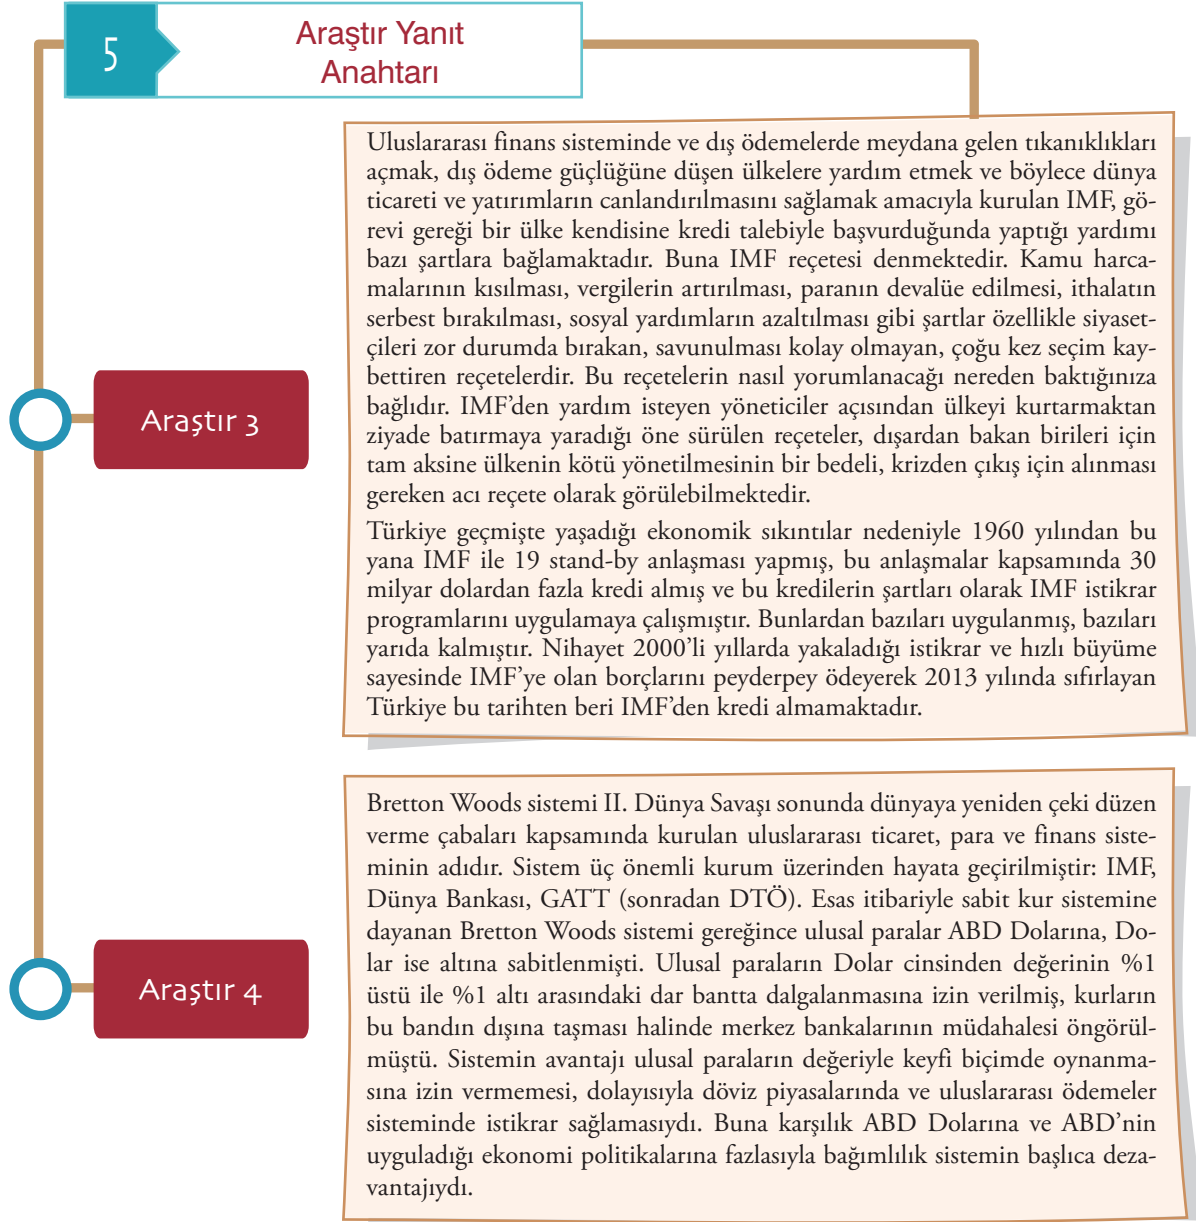 5
Araştır Yanıt
Anahtarı
Uluslararası finans sisteminde ve dış ödemelerde meydana gelen tıkanıklıkları
açmak, dış ödeme güçlüğüne düşen ülkelere yardım etmek ve böylece dünya
ticareti ve yatırımların canlandırılmasını sağlamak amacıyla kurulan IMF, gö-
revi gereği bir ülke kendisine kredi talebiyle başvurduğunda yaptığı yardımı
bazı şartlara bağlamaktadır. Buna IMF reçetesi denmektedir. Kamu harca-
malarının kısılması, vergilerin artırılması, paranın devalüe edilmesi, ithalatın
serbest bırakılması, sosyal yardımların azaltılması gibi şartlar özellikle siyaset-
çileri zor durumda bırakan, savunulması kolay olmayan, çoğu kez seçim kay-
bettiren reçetelerdir. Bu reçetelerin nasıl yorumlanacağı nereden baktığınıza
bağlıdır. IMF’den yardım isteyen yöneticiler açısından ülkeyi kurtarmaktan
ziyade batırmaya yaradığı öne sürülen reçeteler, dışardan bakan birileri için
tam aksine ülkenin kötü yönetilmesinin bir bedeli, krizden çıkış için alınması
gereken acı reçete olarak görülebilmektedir.
Araştır 3
Türkiye geçmişte yaşadığı ekonomik sıkıntılar nedeniyle 1960 yılından bu
yana IMF ile 19 stand-by anlaşması yapmış, bu anlaşmalar kapsamında 30
milyar dolardan fazla kredi almış ve bu kredilerin şartları olarak IMF istikrar
programlarını uygulamaya çalışmıştır. Bunlardan bazıları uygulanmış, bazıları
yarıda kalmıştır. Nihayet 2000’li yıllarda yakaladığı istikrar ve hızlı büyüme
sayesinde IMF’ye olan borçlarını peyderpey ödeyerek 2013 yılında sıfırlayan
Türkiye bu tarihten beri IMF’den kredi almamaktadır.
Bretton Woods sistemi II. Dünya Savaşı sonunda dünyaya yeniden çeki düzen
verme çabaları kapsamında kurulan uluslararası ticaret, para ve finans siste-
minin adıdır. Sistem üç önemli kurum üzerinden hayata geçirilmiştir: IMF,
Dünya Bankası, GATT (sonradan DTÖ). Esas itibariyle sabit kur sistemine
dayanan Bretton Woods sistemi gereğince ulusal paralar ABD Dolarına, Do-
lar ise altına sabitlenmişti. Ulusal paraların Dolar cinsinden değerinin %1
üstü ile %1 altı arasındaki dar bantta dalgalanmasına izin verilmiş, kurların
bu bandın dışına taşması halinde merkez bankalarının müdahalesi öngörül-
müştü. Sistemin avantajı ulusal paraların değeriyle keyfi biçimde oynanma-
sına izin vermemesi, dolayısıyla döviz piyasalarında ve uluslararası ödemeler
sisteminde istikrar sağlamasıydı. Buna karşılık ABD Dolarına ve ABD’nin
uyguladığı ekonomi politikalarına fazlasıyla bağımlılık sistemin başlıca deza-
vantajıydı.
Araştır 4